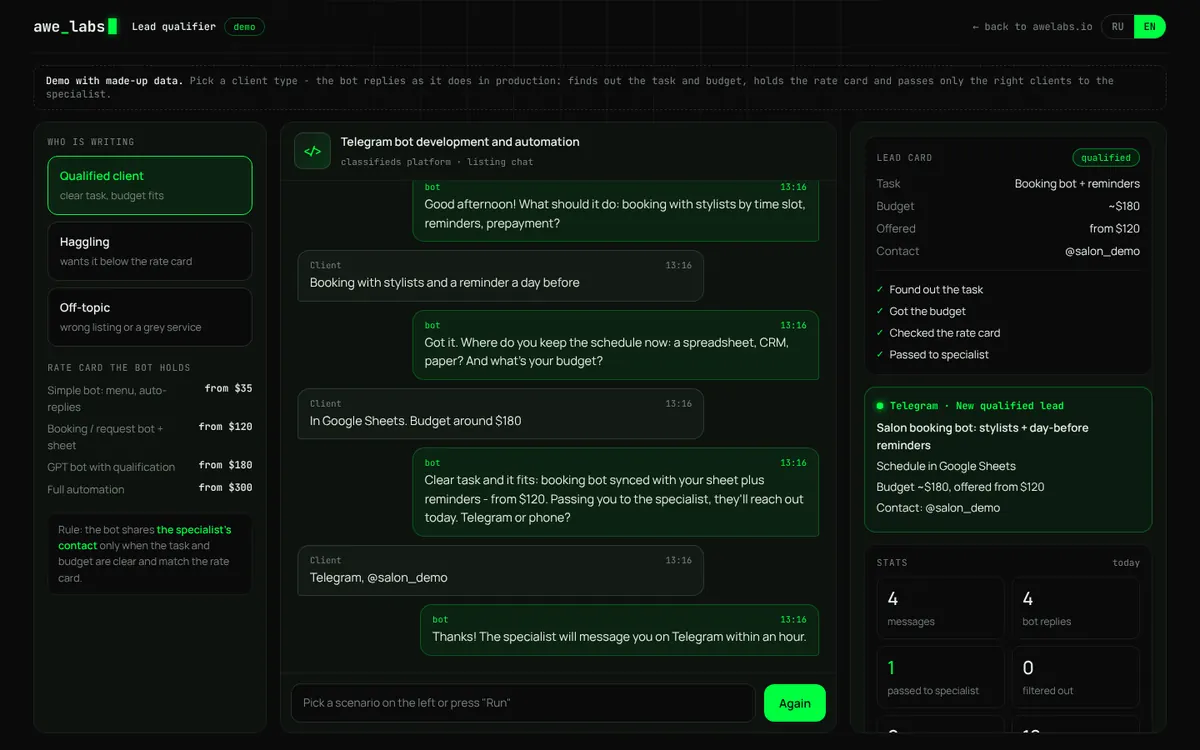 awe_labs
Lead qualifier
demo
← back to awelabs.io
RU
EN
Demo with made-up data. Pick a client type - the bot replies as it does in production: finds out the task and budget, holds the rate card and passes only the right clients to the
specialist.
WHO IS WRITING
Qualified client
clear task, budget fits
Haggling
wants it below the rate card
Off-topic
wrong listing or a grey service
RATE CARD THE BOT HOLDS
Simple bot: menu, auto-
replies
from $35
Booking / request bot +
sheet
from $120
GPT bot with qualification
from $180
Full automation
from $300
Rule: the bot shares the specialist's
contact only when the task and
budget are clear and match the rate
card.
</>
Telegram bot development and automation
classifieds platform · listing chat
bot 13:16
Good afternoon! What should it do: booking with stylists by time slot,
reminders, prepayment?
Client 13:16
Booking with stylists and a reminder a day before
bot 13:16
Got it. Where do you keep the schedule now: a spreadsheet, CRM,
paper? And what's your budget?
Client 13:16
In Google Sheets. Budget around $180
bot 13:16
Clear task and it fits: booking bot synced with your sheet plus
reminders - from $120. Passing you to the specialist, they'll reach out
today. Telegram or phone?
Client 13:16
Telegram, @salon_demo
bot 13:16
Thanks! The specialist will message you on Telegram within an hour.
Pick a scenario on the left or press "Run"
Again
LEAD CARD
qualified
Task Booking bot + reminders
Budget ~$180
Offered from $120
Contact @salon_demo
✓ Found out the task
✓ Got the budget
✓ Checked the rate card
✓ Passed to specialist
Telegram · New qualified lead
Salon booking bot: stylists + day-before
reminders
Schedule in Google Sheets
Budget ~$180, offered from $120
Contact: @salon_demo
STATS
today
4
messages
4
bot replies
1
passed to specialist
0
filtered out